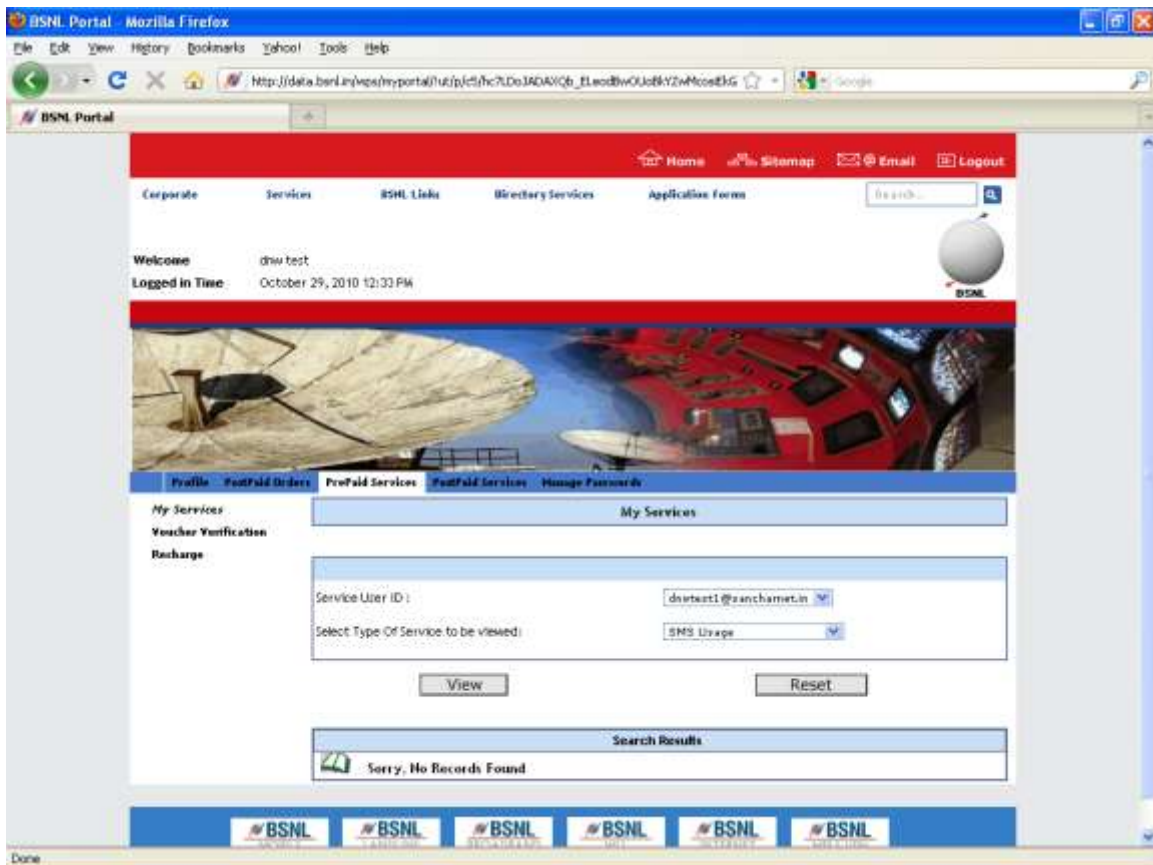 BSNL Portal - Mozilla Firefox
File Edit View History Bookmarks Yahoo! Tools Help
Google
BSNL Portal
Home Sitemap @ Email Logout
Corporate Services BSNL Links Directory Services Application Forms Search...
Welcome dnw test
Logged in Time October 29, 2010 12:33 PM
BSNL
Profile PostPaid Orders PrePaid Services PostPaid Services Manage Passwords
My Services
Voucher Verification
Recharge
My Services
Service User ID : dnwtest1@sancharnet.in
Select Type Of Service to be viewed: SMS Usage
View Reset
Search Results
Sorry, No Records Found
BSNL BSNL BSNL BSNL BSNL BSNL
Done